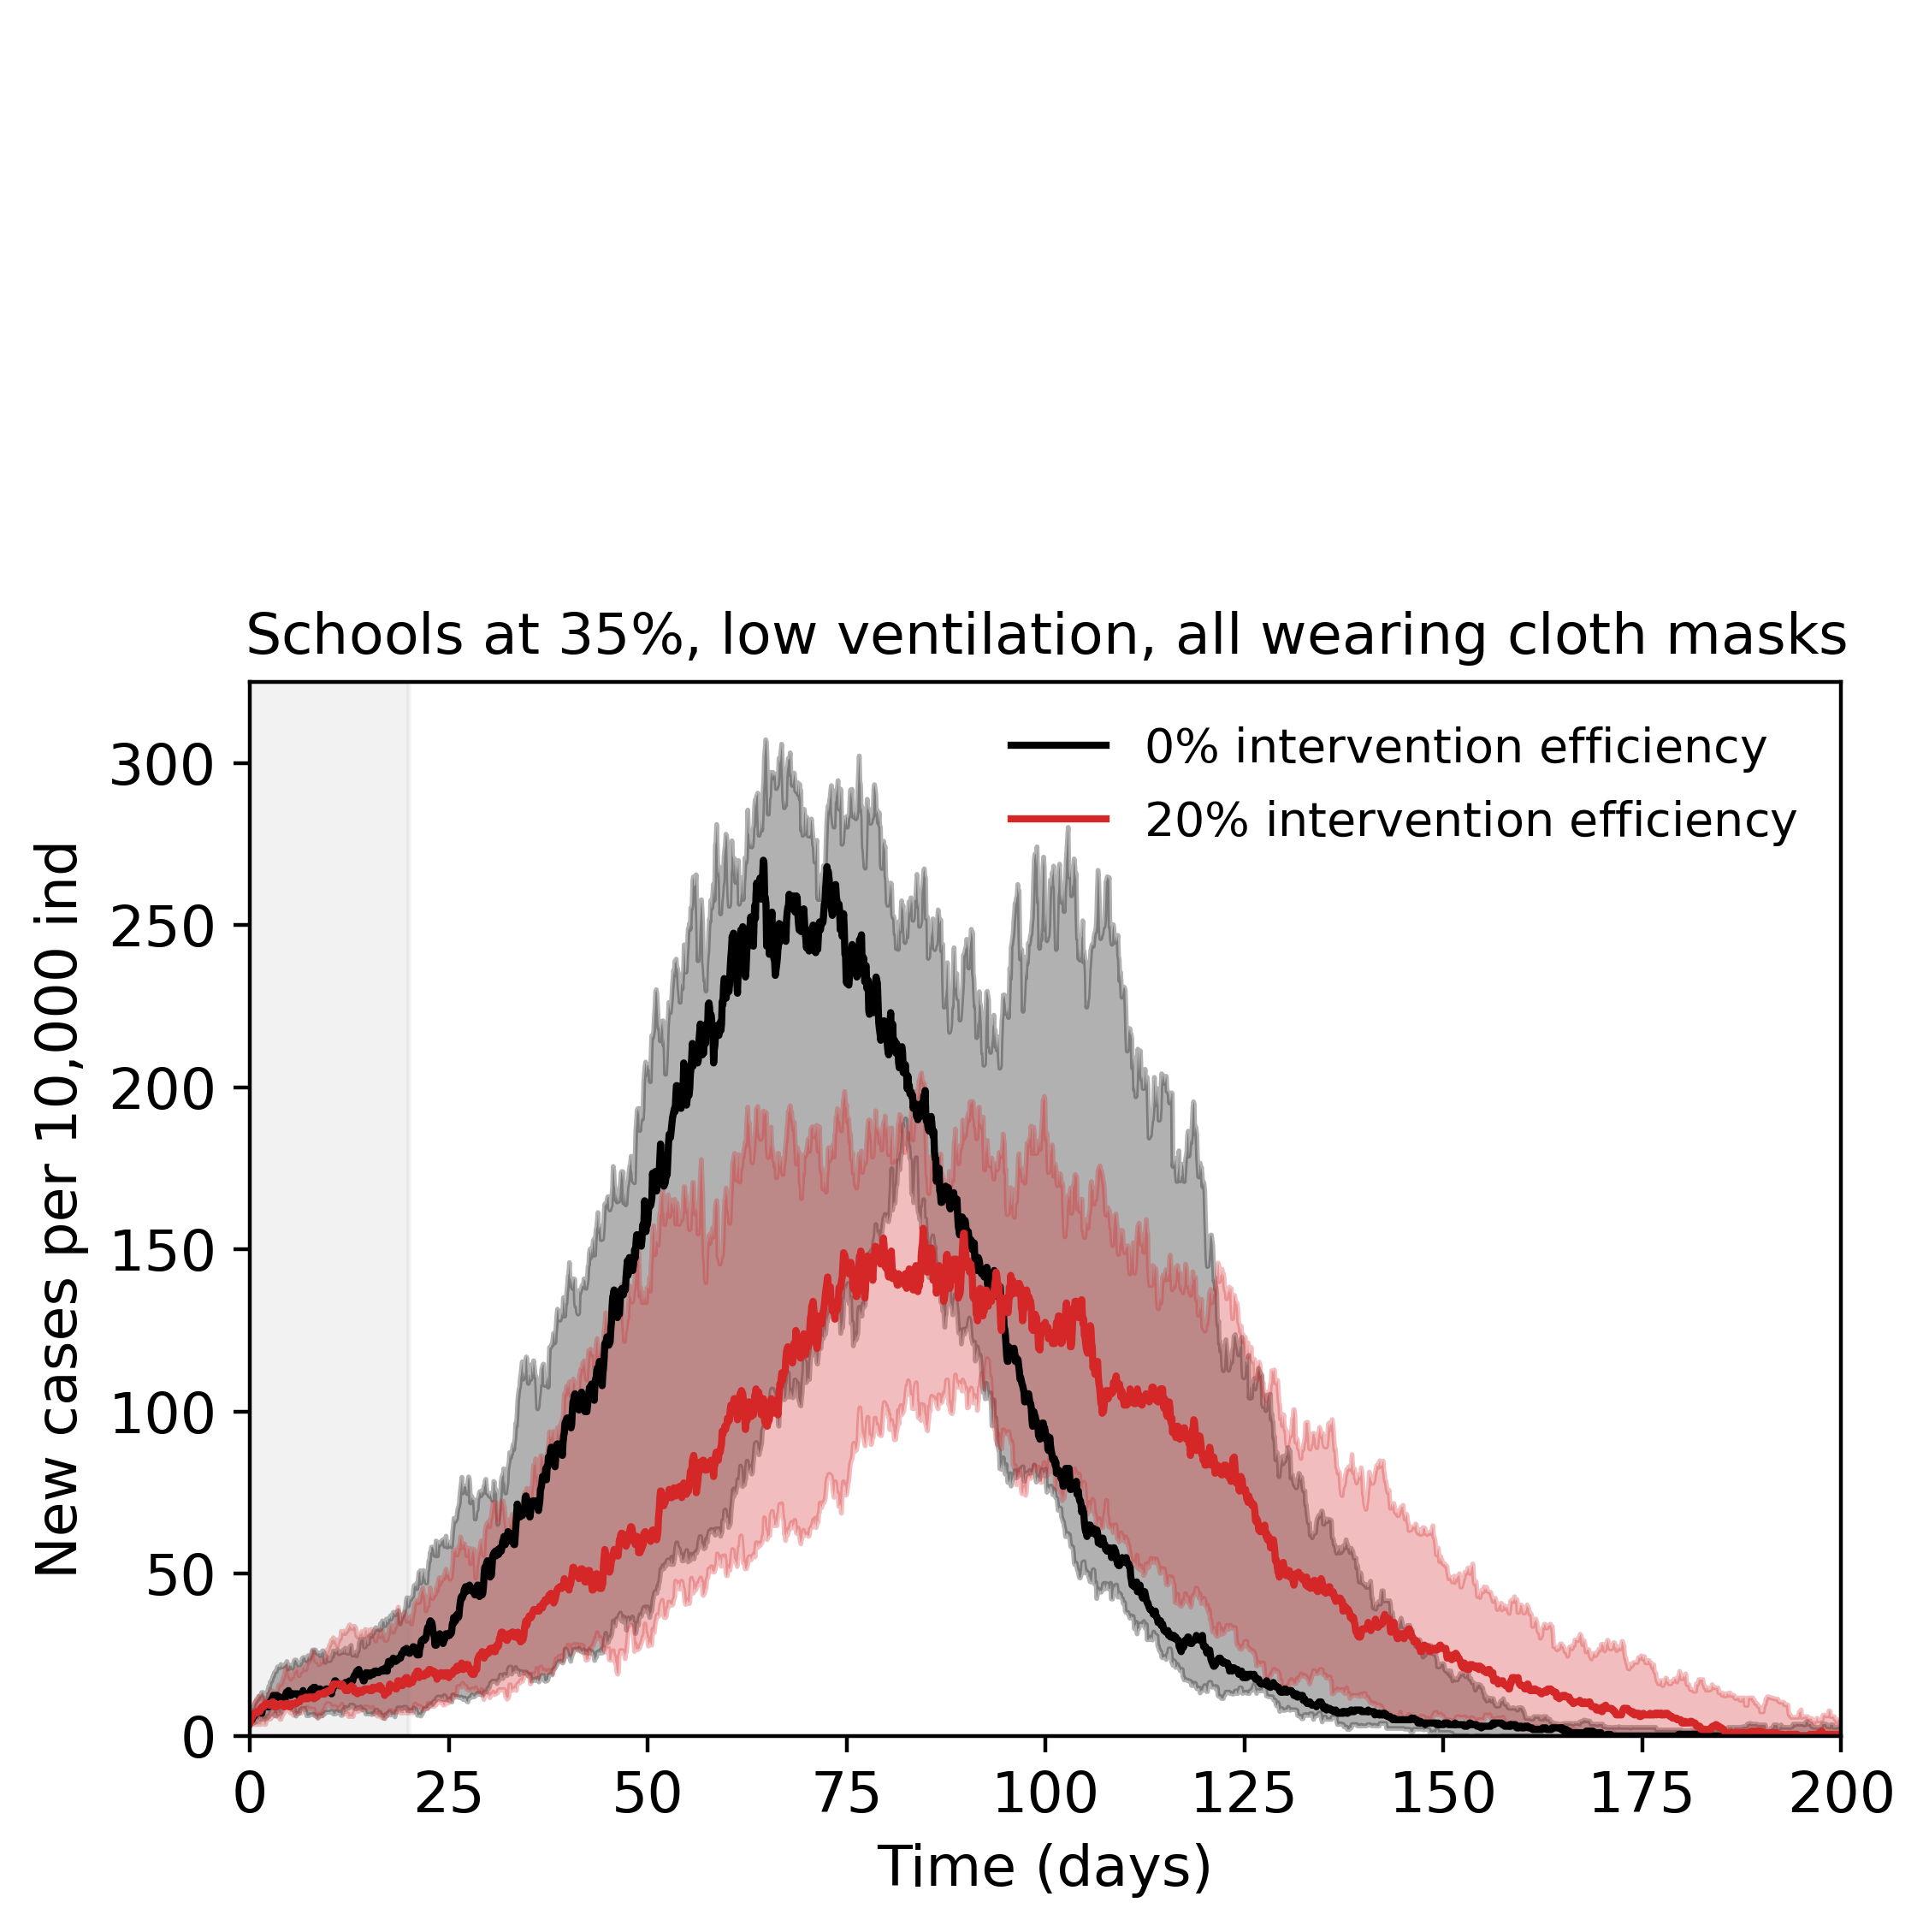 Schools at 35%, low ventilation, all wearing cloth masks
0% intervention efficiency
20% intervention efficiency
New cases per 10,000 ind
300
250
200
150
100
50
0
0 25 50 75 100 125 150 175 200
Time (days)